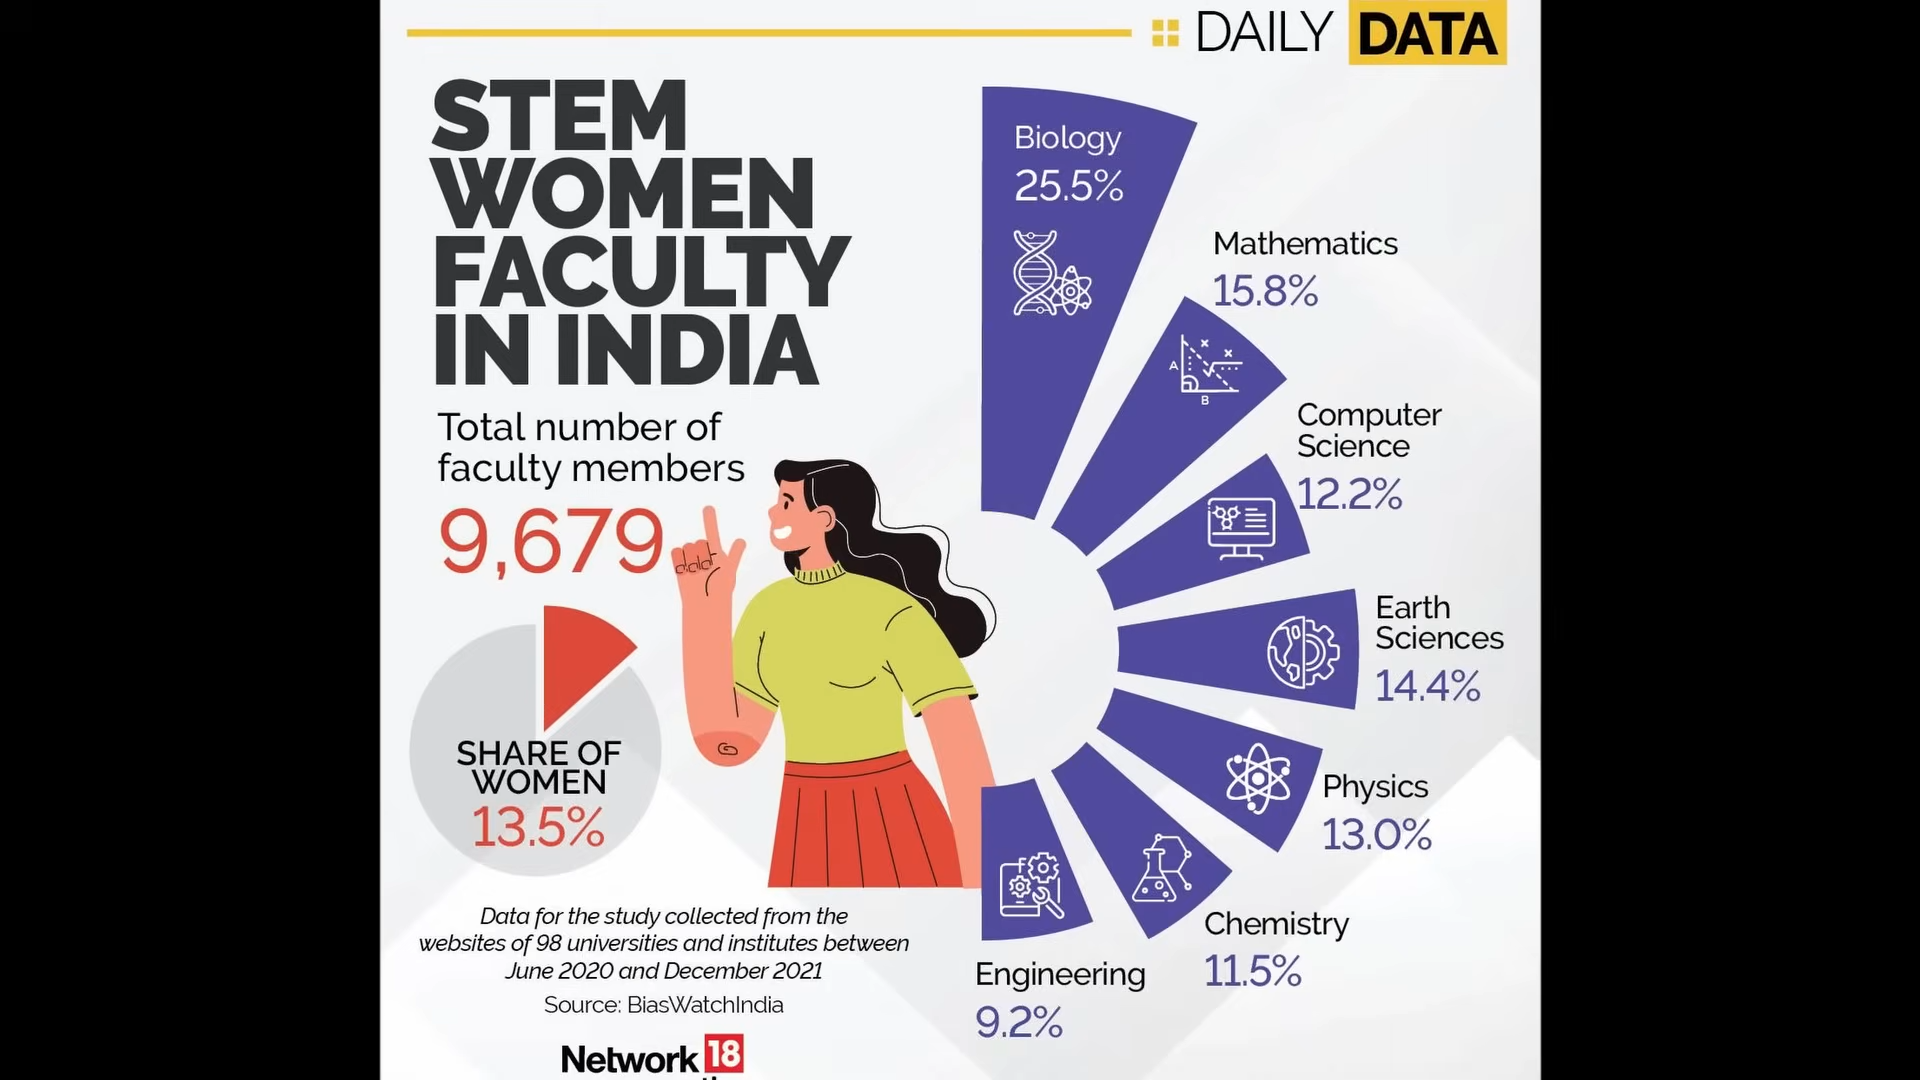 DAILY DATA
STEM
WOMEN
FACULTY
IN INDIA
Total number of
faculty members
9,679
SHARE OF
WOMEN
13.5%
Data for the study collected from the
websites of 98 universities and institutes between
June 2020 and December 2021
Source: BiasWatchIndia
Network 18
Biology
25.5%
Mathematics
15.8%
A
B
Computer
Science
12.2%
Earth
Sciences
14.4%
Physics
13.0%
Chemistry
11.5%
Engineering
9.2%